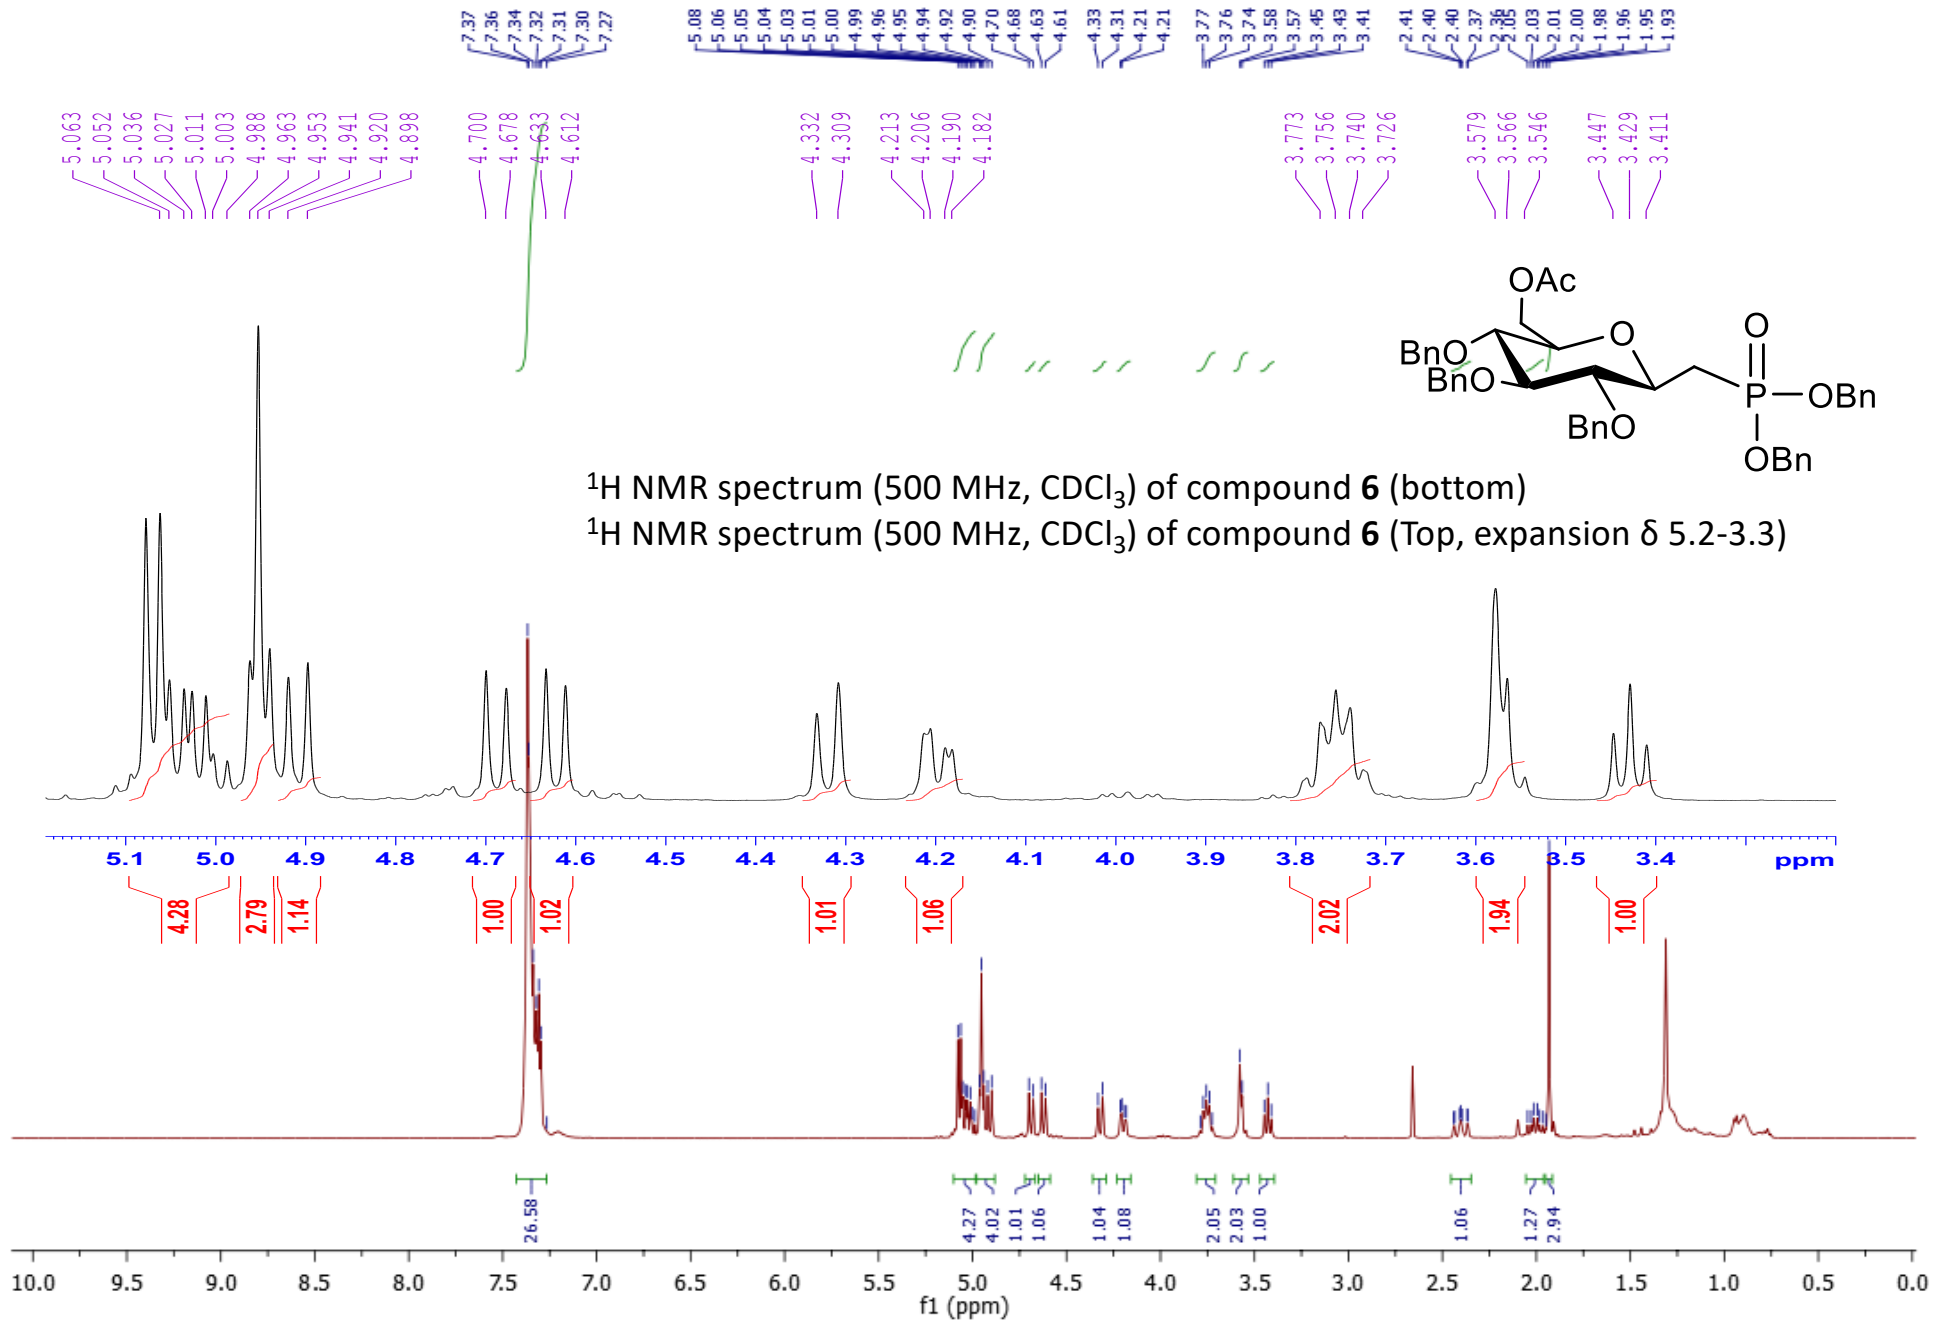 7.37 7.36 7.34 7.32 7.31 7.30 7.27 5.08 5.06 5.05 5.04 5.03 5.01 5.00 4.99 4.96 4.95 4.94 4.92 4.90 4.70 4.68 4.63 4.61 4.33 4.31 4.21 4.21 3.77 3.76 3.74 3.58 3.57 3.45 3.43 3.41 2.41 2.40 2.40 2.37 2.36 2.05 2.03 2.01 2.00 1.98 1.96 1.95 1.93
5.063 5.052 5.036 5.027 5.011 5.003 4.988 4.963 4.953 4.941 4.920 4.898 4.700 4.678 4.633 4.612 4.332 4.309 4.213 4.206 4.190 4.182 3.773 3.756 3.740 3.726 3.579 3.566 3.546 3.447 3.429 3.411
OAc
O
O
BnO
BnO
P
OBn
BnO
OBn
¹H NMR spectrum (500 MHz, CDCl₃) of compound 6 (bottom)
¹H NMR spectrum (500 MHz, CDCl₃) of compound 6 (Top, expansion δ 5.2-3.3)
5.1 5.0 4.9 4.8 4.7 4.6 4.5 4.4 4.3 4.2 4.1 4.0 3.9 3.8 3.7 3.6 3.5 3.4 ppm
4.28 2.79 1.14 1.00 1.02 1.01 1.06 2.02 1.94 1.00
26.58 4.27 4.02 1.01 1.06 1.04 1.08 2.05 2.03 1.00 1.06 1.27 2.94
10.0 9.5 9.0 8.5 8.0 7.5 7.0 6.5 6.0 5.5 5.0 4.5 4.0 3.5 3.0 2.5 2.0 1.5 1.0 0.5 0.0
f1 (ppm)